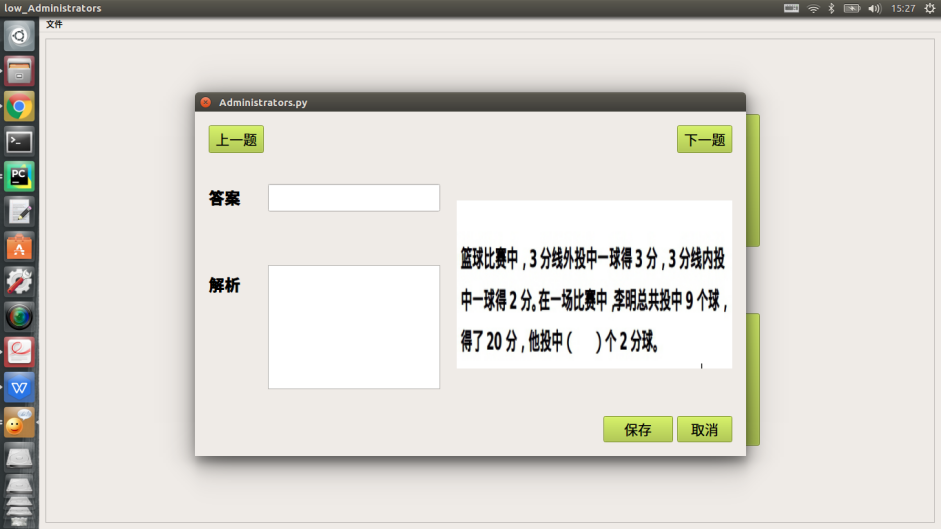 low_Administrators
15:27
文件
Administrators.py
上一题
下一题
答案
解析
篮球比赛中，3分线外投中一球得3分，3分线内投
中一球得2分。在一场比赛中，李明总共投中9个球，
得了20分，他投中(  )个2分球。
保存
取消
PC
W